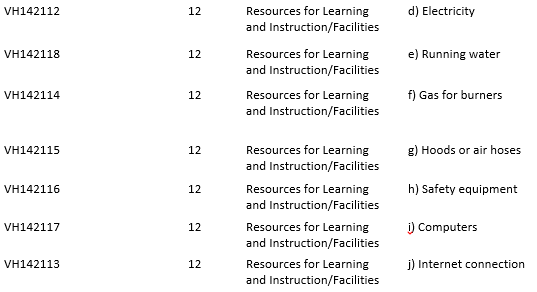 VH142112 12 Resources for Learning d) Electricity
and Instruction/Facilities
VH142118 12 Resources for Learning e) Running water
and Instruction/Facilities
VH142114 12 Resources for Learning f) Gas for burners
and Instruction/Facilities
VH142115 12 Resources for Learning g) Hoods or air hoses
and Instruction/Facilities
VH142116 12 Resources for Learning h) Safety equipment
and Instruction/Facilities
VH142117 12 Resources for Learning i) Computers
and Instruction/Facilities
VH142113 12 Resources for Learning j) Internet connection
and Instruction/Facilities